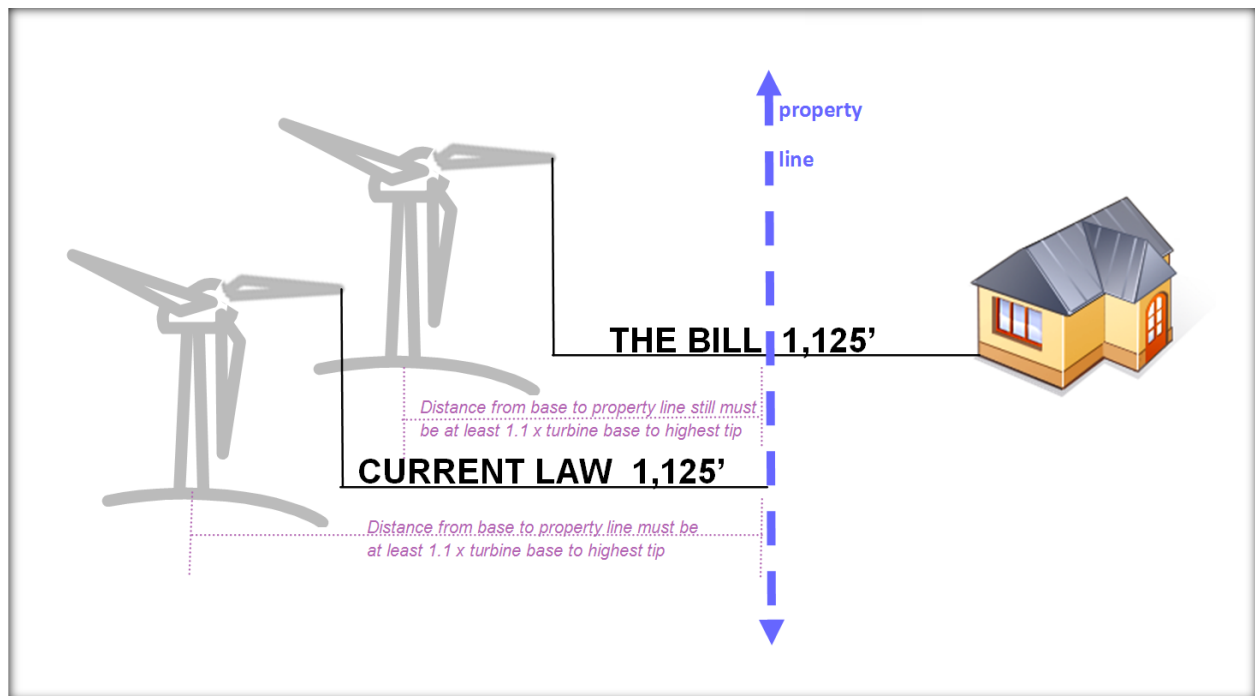 property
line
THE BILL 1,125’
Distance from base to property line still must
be at least 1.1 x turbine base to highest tip
CURRENT LAW 1,125’
Distance from base to property line must be
at least 1.1 x turbine base to highest tip